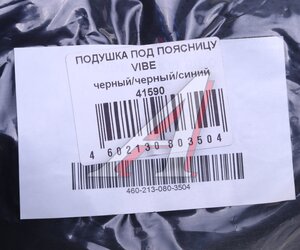 ПОДУШКА ПОД ПОЯСНИЦУ
VIBE
черный/черный/синий
41590
4 602130 803504
460-213-080-3504